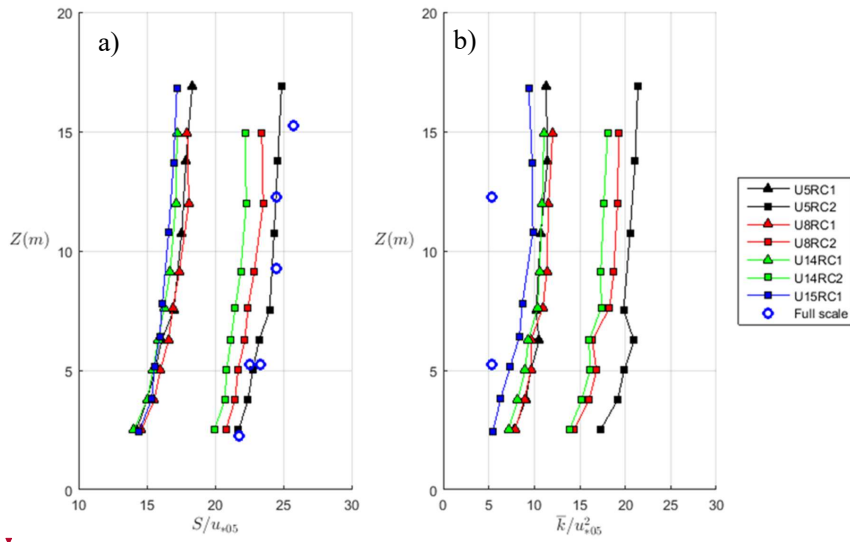 a)
20
15
Z(m)
10
5
0
10 15 20 25 30
S/u*05
b)
20
15
Z(m)
10
5
0
0 5 10 15 20 25 30
k̅/u²*05
U5RC1
U5RC2
U8RC1
U8RC2
U14RC1
U14RC2
U15RC1
Full scale